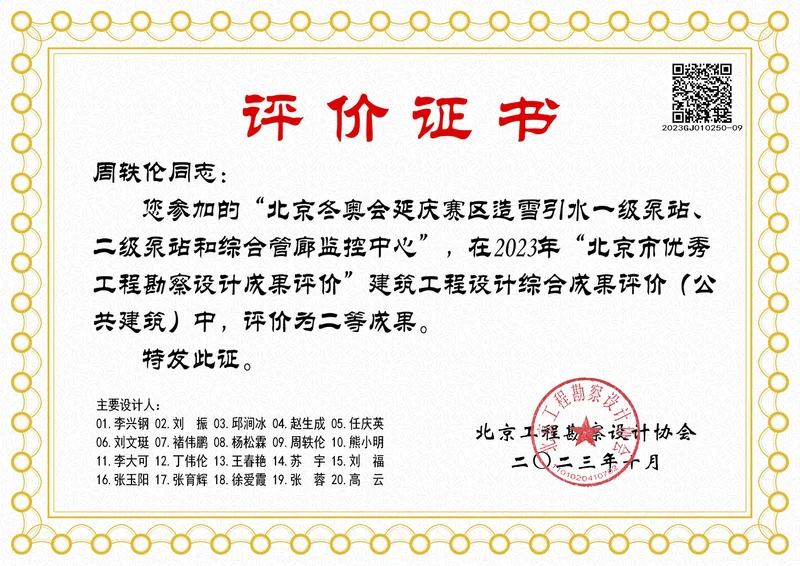 评价证书
2023GJ010250-09
周轶伦同志：
您参加的“北京冬奥会延庆赛区造雪引水一级泵站、
二级泵站和综合管廊监控中心”，在2023年“北京市优秀
工程勘察设计成果评价”建筑工程设计综合成果评价（公
共建筑）中，评价为二等成果。
特发此证。
主要设计人：
01. 李兴钢 02. 刘 振 03. 邱涧冰 04. 赵生成 05. 任庆英
06. 刘文珽 07. 褚伟鹏 08. 杨松霖 09. 周轶伦 10. 熊小明
11. 李大可 12. 丁伟伦 13. 王春艳 14. 苏 宇 15. 刘 福
16. 张玉阳 17. 张育辉 18. 徐爱霞 19. 张 蓉 20. 高 云
北京工程勘察设计协会
二〇二三年十月
北京工程勘察设计协会